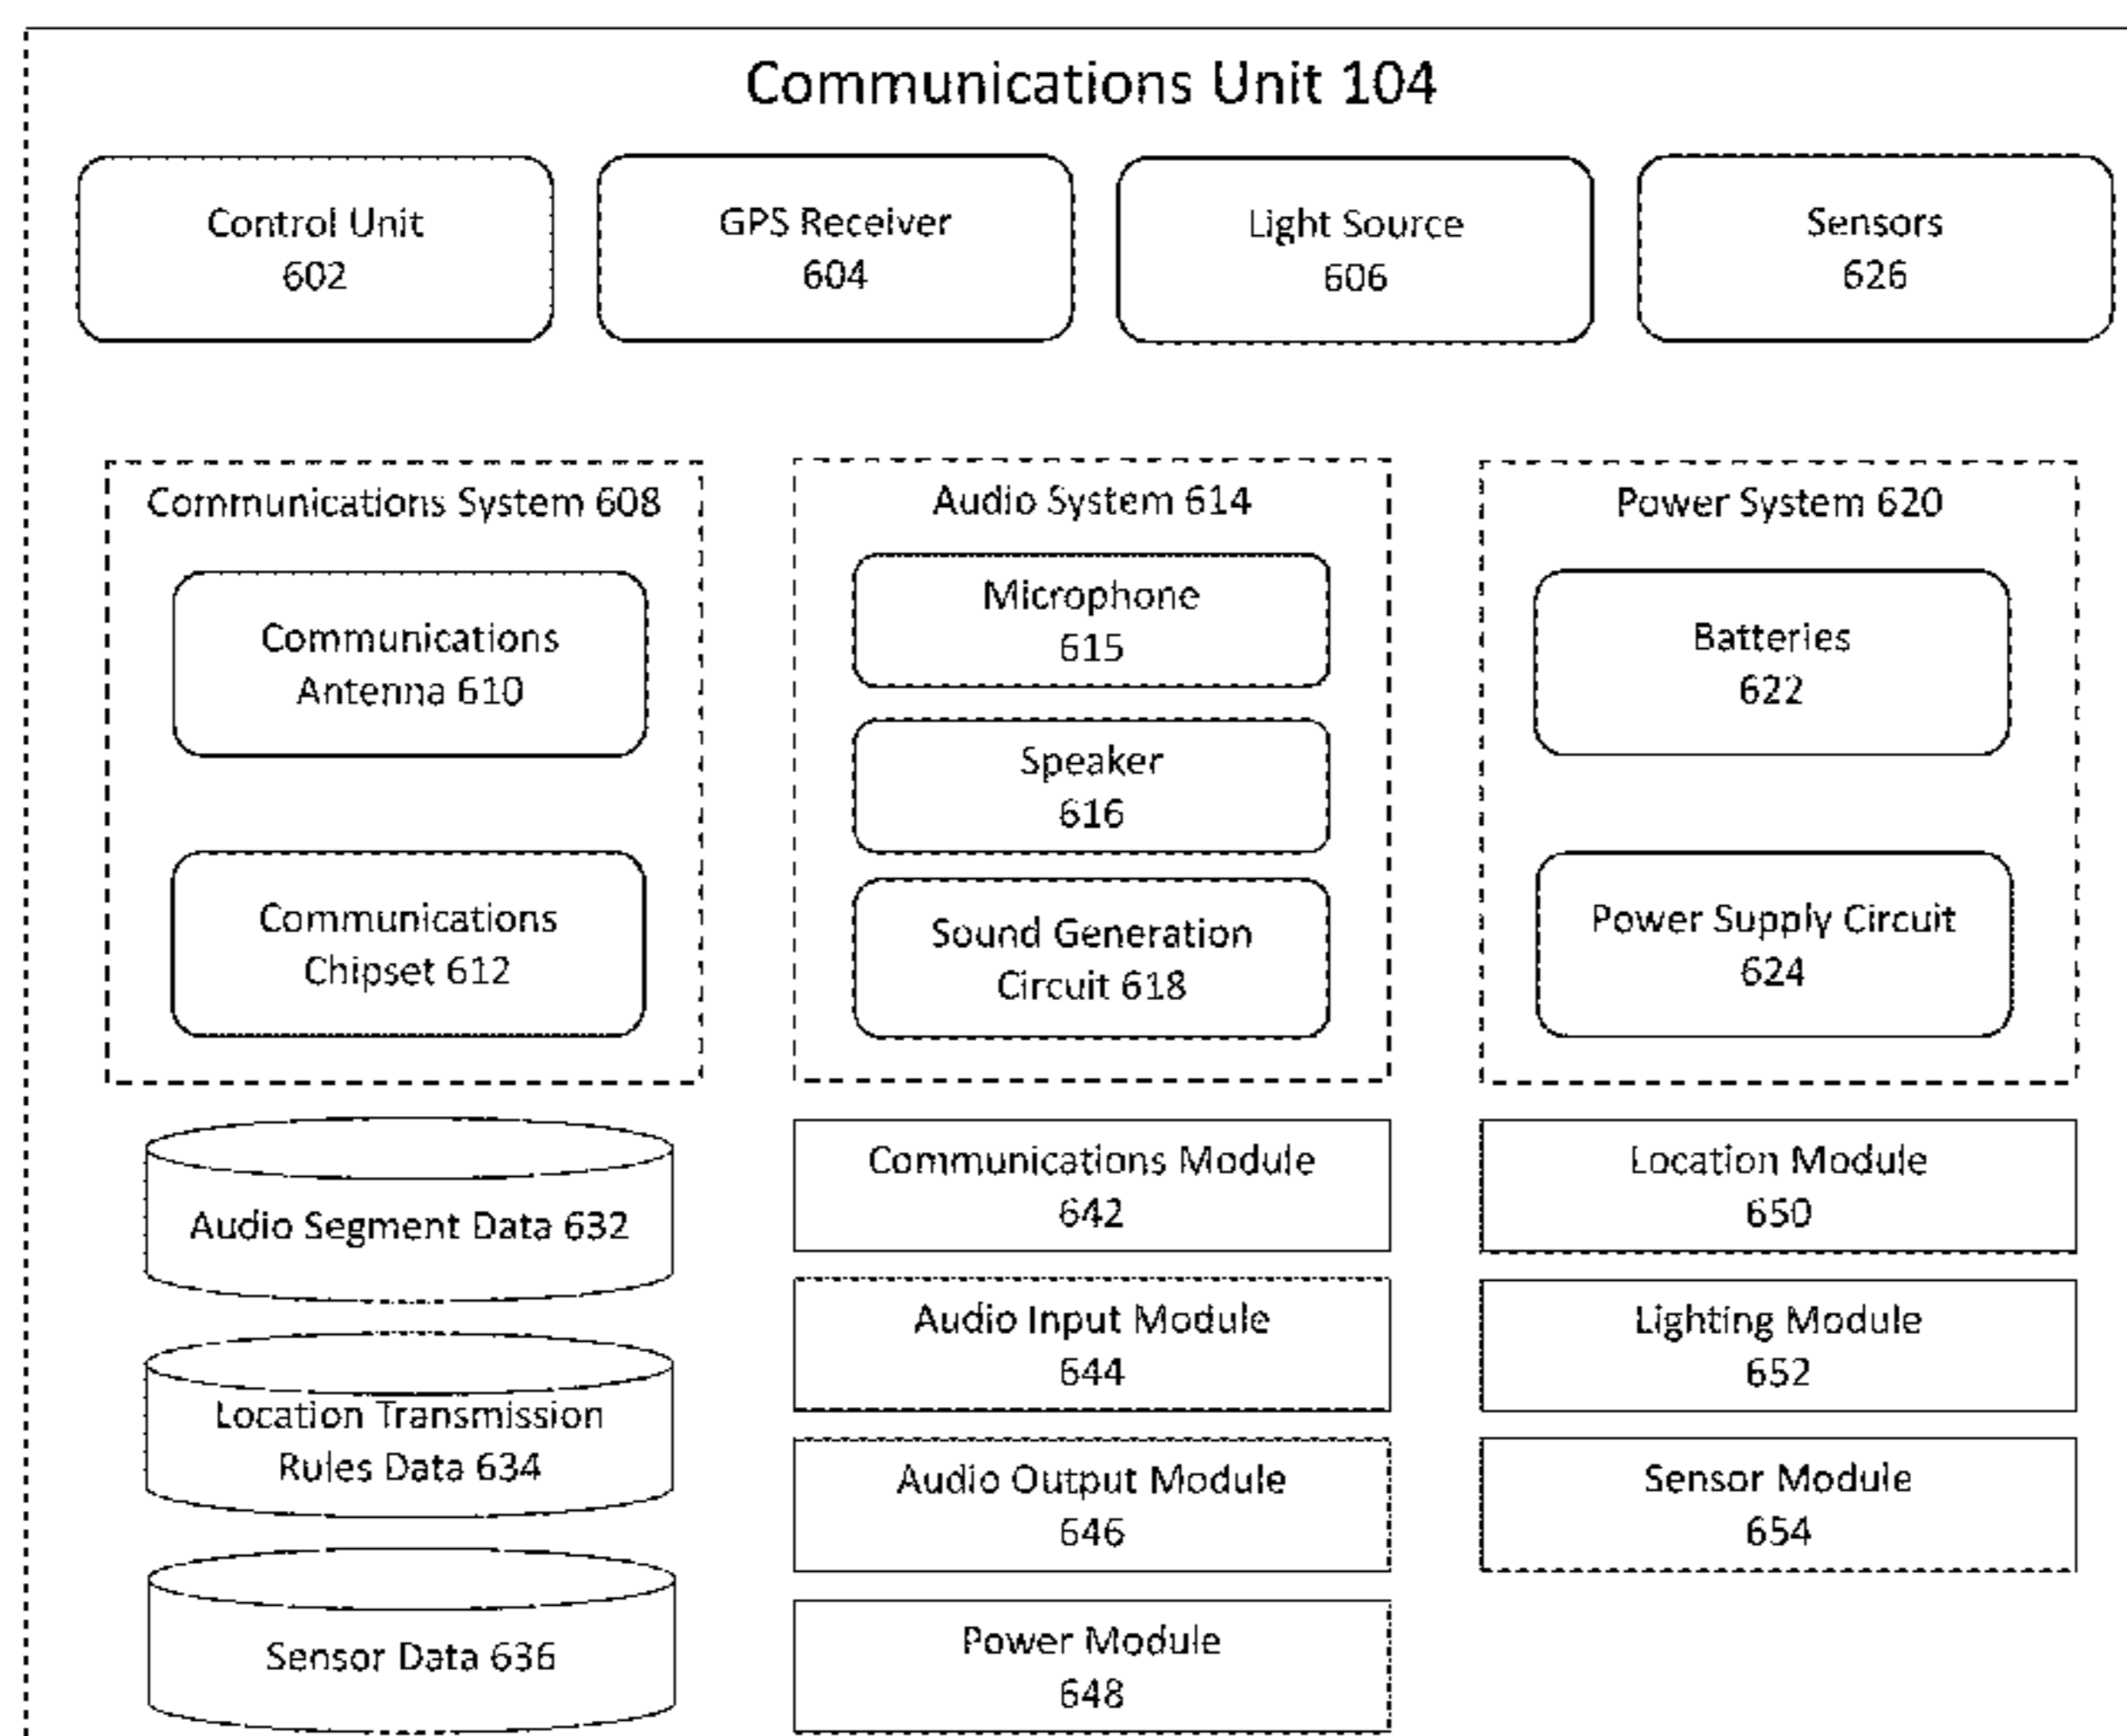 Communications Unit 104
Control Unit
602
GPS Receiver
604
Light Source
606
Sensors
626
Communications System 608
Communications
Antenna 610
Communications
Chipset 612
Audio System 614
Microphone
615
Speaker
616
Sound Generation
Circuit 618
Power System 620
Batteries
622
Power Supply Circuit
624
Audio Segment Data 632
Location Transmission
Rules Data 634
Sensor Data 636
Communications Module
642
Audio Input Module
644
Audio Output Module
646
Power Module
648
Location Module
650
Lighting Module
652
Sensor Module
654